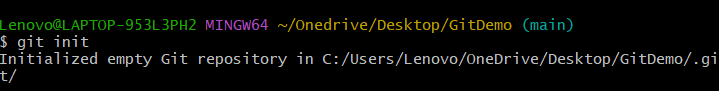 Lenovo@LAPTOP-953L3PH2 MINGW64 ~/Onedrive/Desktop/GitDemo (main)
$ git init
Initialized empty Git repository in C:/Users/Lenovo/OneDrive/Desktop/GitDemo/.gi
t/